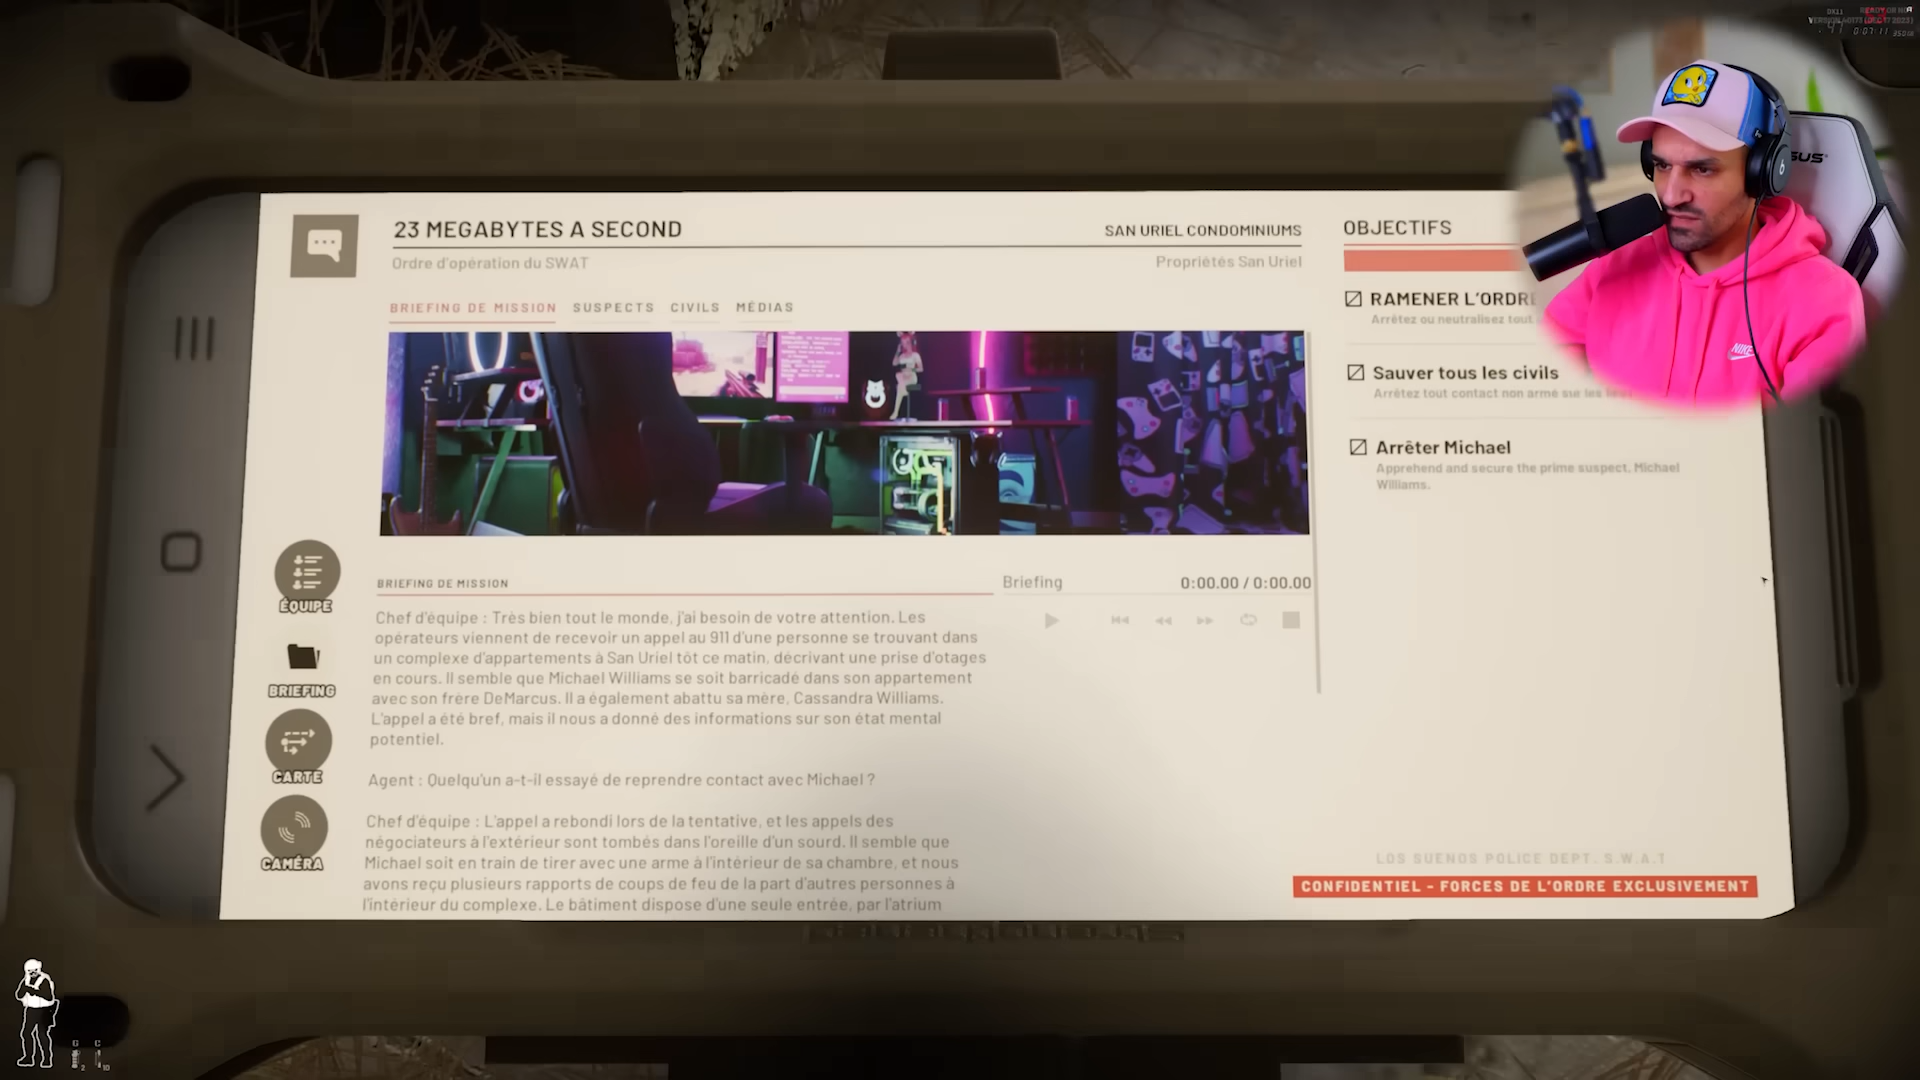 23 MEGABYTES A SECOND
SAN URIEL CONDOMINIUMS
Ordre d'opération du SWAT
Propriétés San Uriel
BRIEFING DE MISSION
SUSPECTS
CIVILS
MÉDIAS
OBJECTIFS
RAMENER L'ORDRE
Arrêtez ou neutralisez tout
Sauver tous les civils
Arrêtez tout contact non armé sur les
Arrêter Michael
Apprehend and secure the prime suspect, Michael
Williams.
BRIEFING DE MISSION
Briefing
0:00.00 / 0:00.00
Chef d'équipe : Très bien tout le monde, j'ai besoin de votre attention. Les
opérateurs viennent de recevoir un appel au 911 d'une personne se trouvant dans
un complexe d'appartements à San Uriel tôt ce matin, décrivant une prise d'otages
en cours. Il semble que Michael Williams se soit barricadé dans son appartement
avec son frère DeMarcus. Il a également abattu sa mère, Cassandra Williams.
L'appel a été bref, mais il nous a donné des informations sur son état mental
potentiel.
Agent : Quelqu'un a-t-il essayé de reprendre contact avec Michael ?
Chef d'équipe : L'appel a rebondi lors de la tentative, et les appels des
négociateurs à l'extérieur sont tombés dans l'oreille d'un sourd. Il semble que
Michael soit en train de tirer avec une arme à l'intérieur de sa chambre, et nous
avons reçu plusieurs rapports de coups de feu de la part d'autres personnes à
l'intérieur du complexe. Le bâtiment dispose d'une seule entrée, par l'atrium
ÉQUIPE
BRIEFING
CARTE
CAMÉRA
LOS SUENOS POLICE DEPT. S.W.A.T
CONFIDENTIEL - FORCES DE L'ORDRE EXCLUSIVEMENT
NIKE